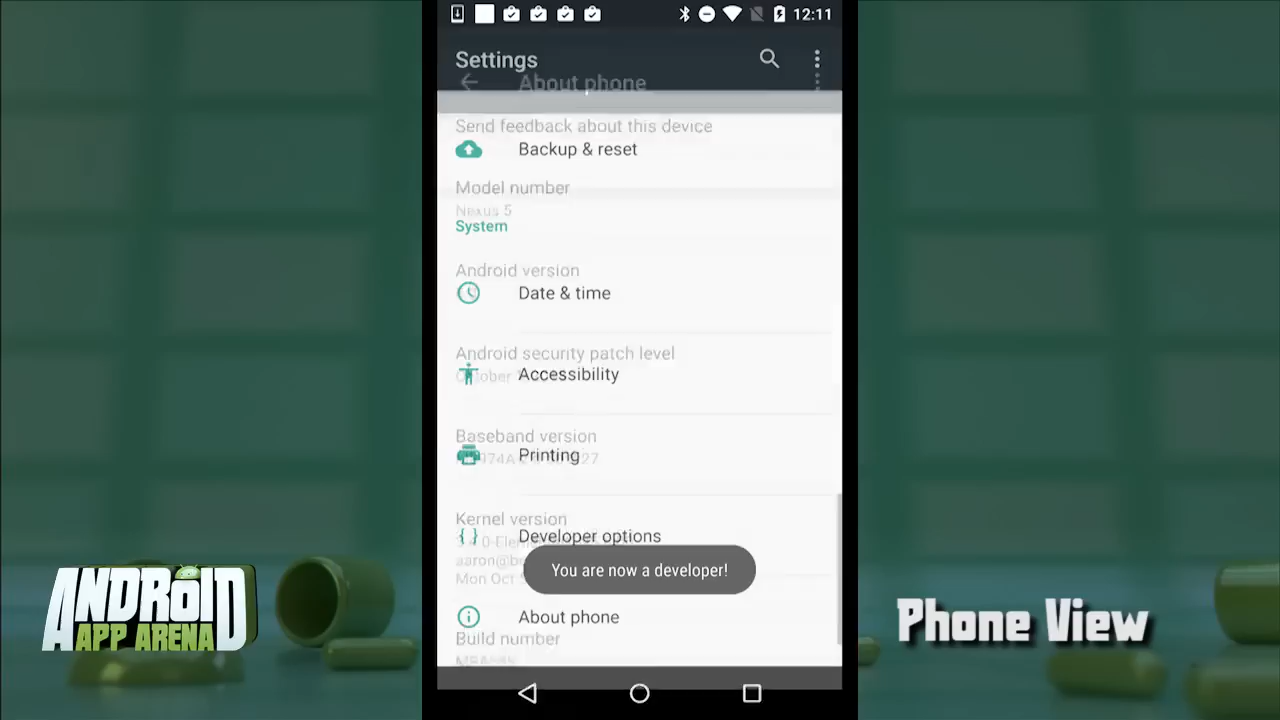 12:11
Settings
About phone
Send feedback about this device
Backup & reset
Model number
Nexus 5
System
Android version
Date & time
Android security patch level
Accessibility
Baseband version
Printing
Kernel version
Developer options
Mon Oct
You are now a developer!
About phone
Build number
ANDROID
APP ARENA
Phone View